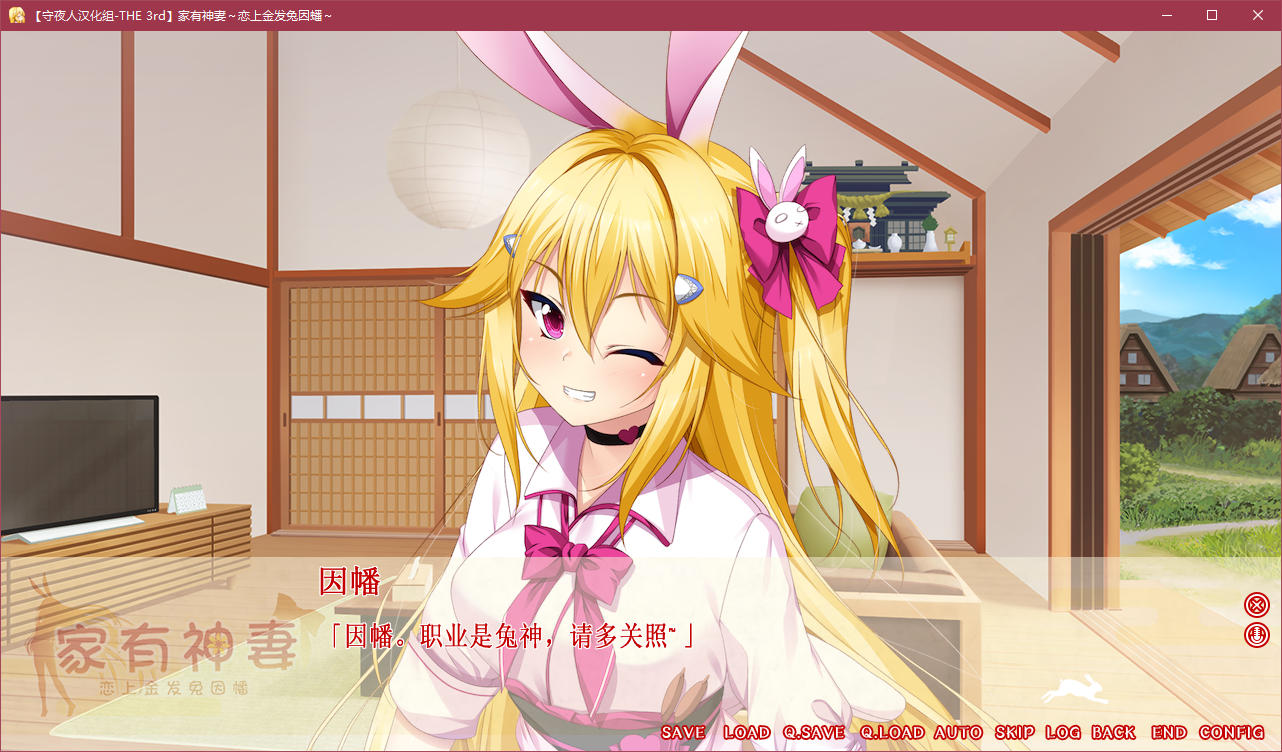 【守夜人汉化组-THE 3rd】家有神妻～恋上金发兔因幡～
因幡
「因幡。职业是兔神，请多关照~」
家有神妻
恋上金发兔因幡
SAVE LOAD Q.SAVE Q.LOAD AUTO SKIP LOG BACK END CONFIG